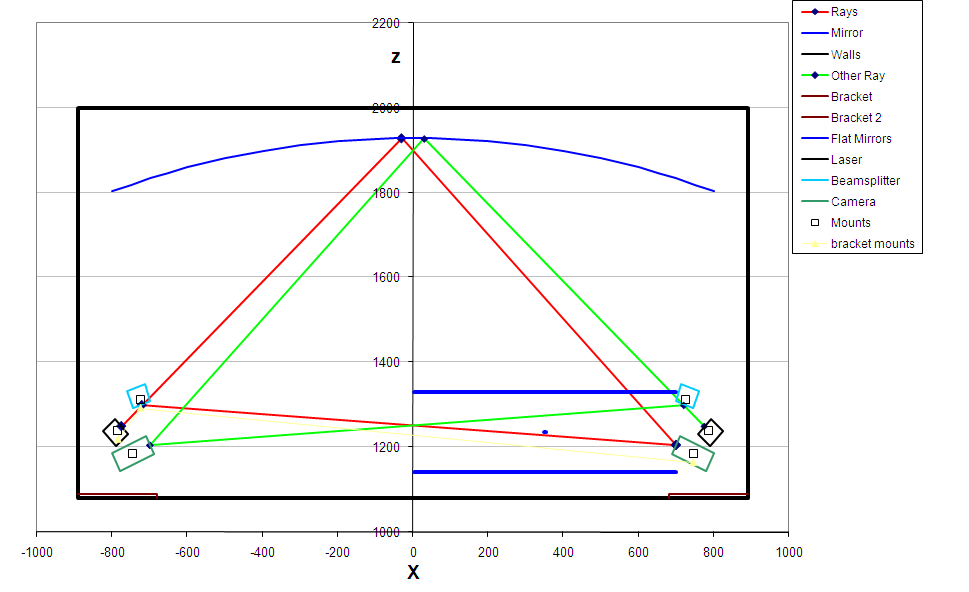 2200
z
2000
1800
1600
1400
1200
1000
-1000 -800 -600 -400 -200 0 200 400 600 800 1000
X
Rays
Mirror
Walls
Other Ray
Bracket
Bracket 2
Flat Mirrors
Laser
Beamsplitter
Camera
Mounts
bracket mounts